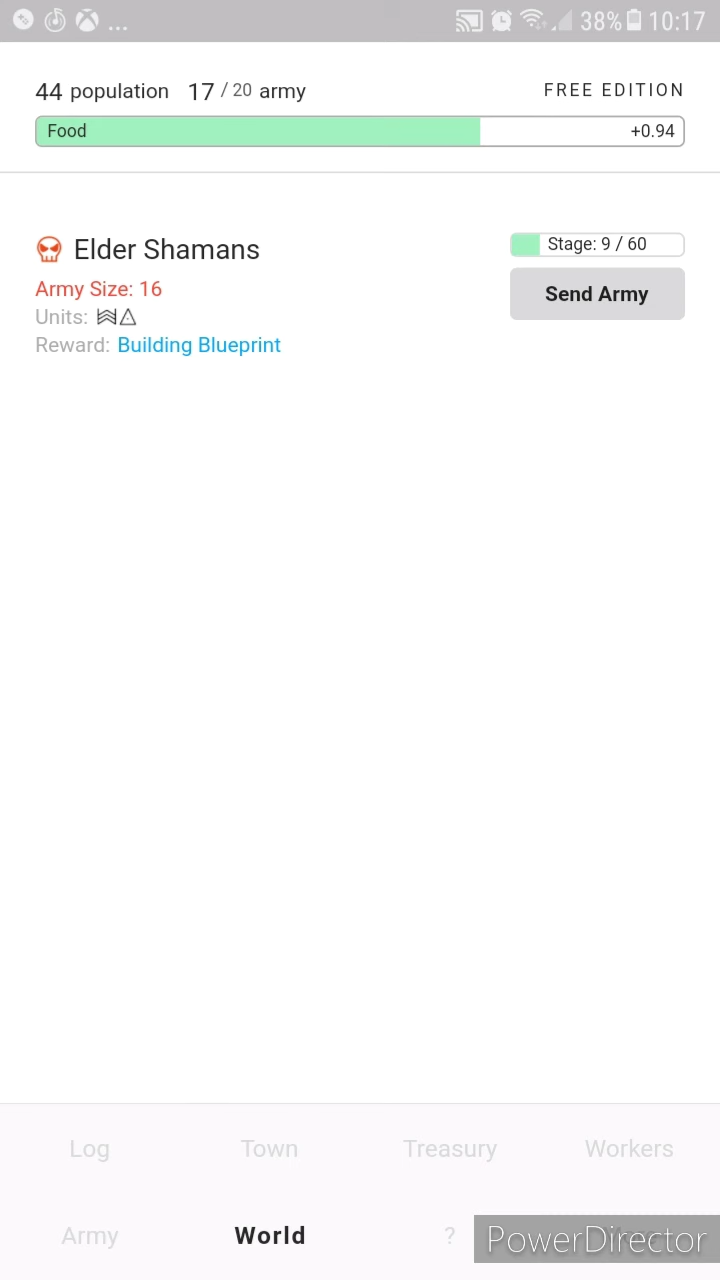 ... 38% 10:17
44 population 17 / 20 army FREE EDITION
Food +0.94
Elder Shamans
Stage: 9 / 60
Army Size: 16
Send Army
Units:
Reward: Building Blueprint
Log Town Treasury Workers
Army World ?
PowerDirector